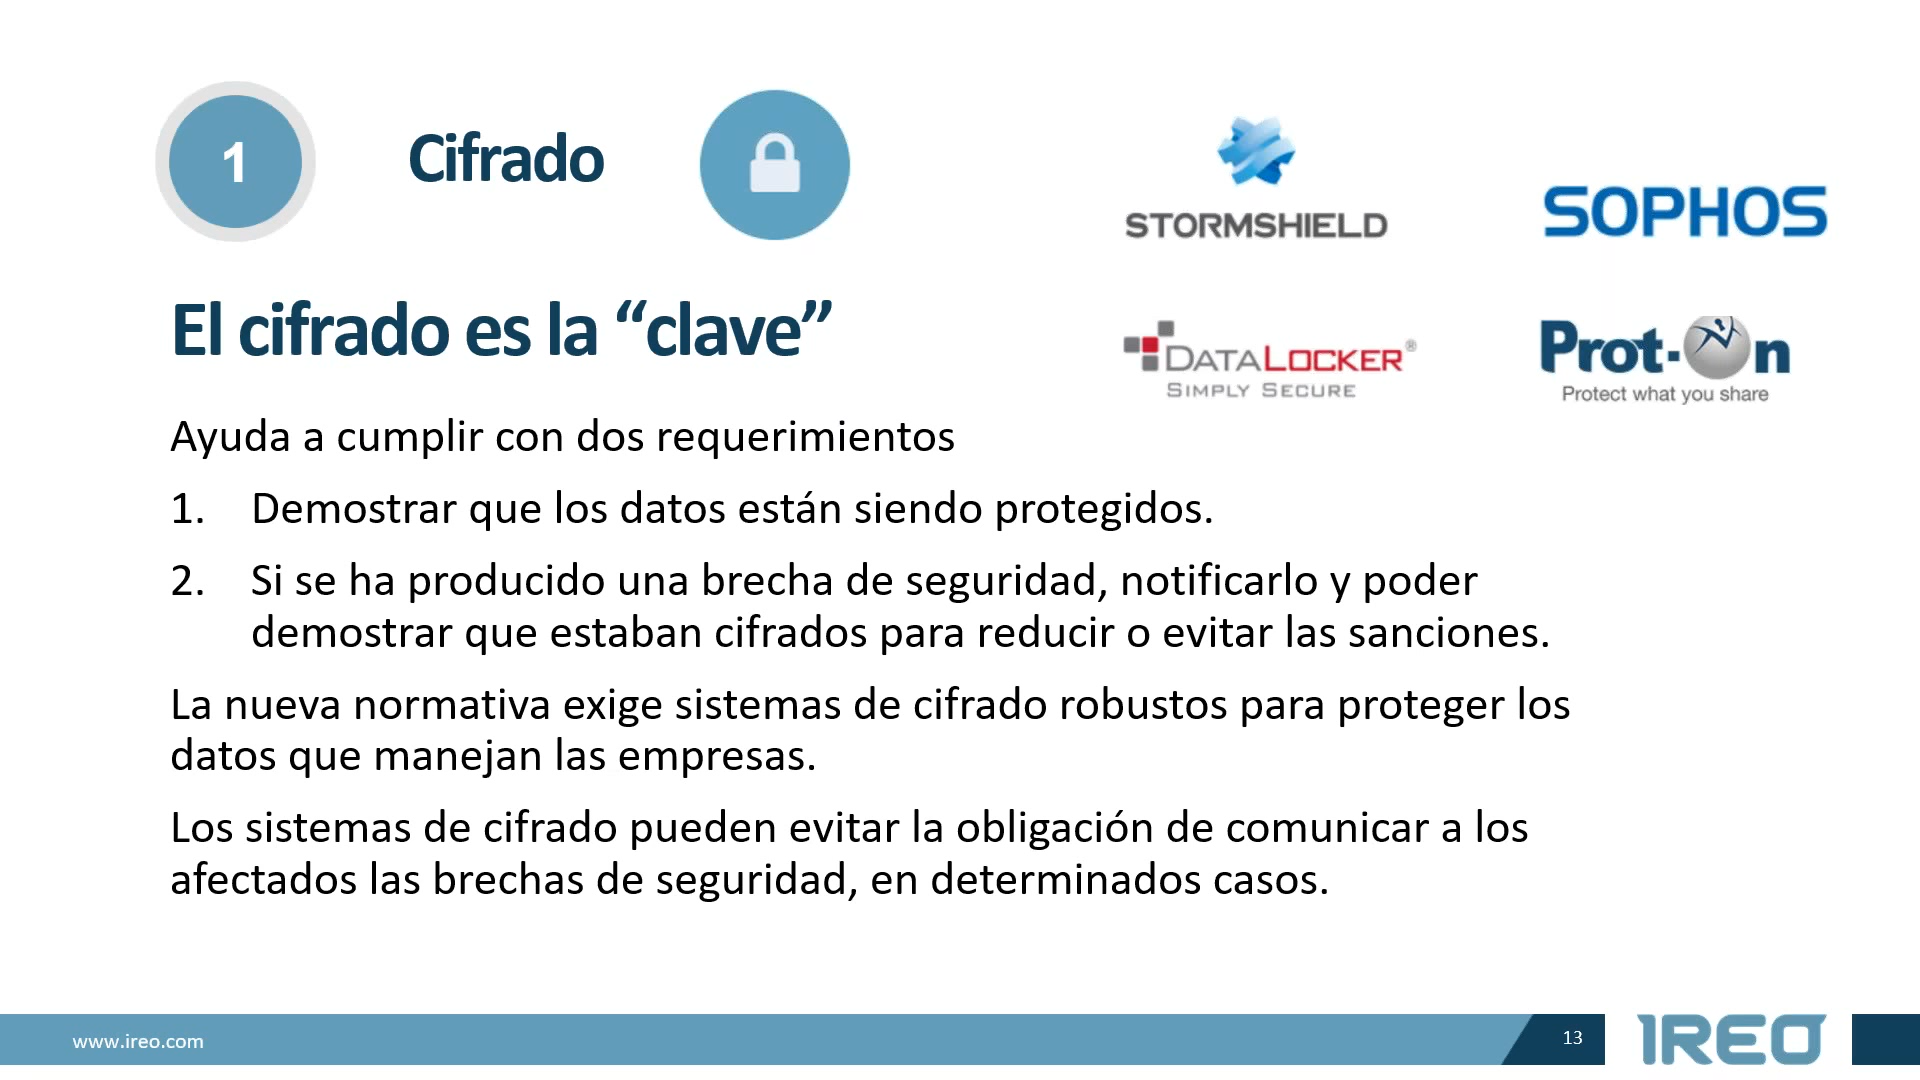 1
Cifrado
STORMSHIELD
SOPHOS
El cifrado es la “clave”
DATALOCKER®
SIMPLY SECURE
Prot-On
Protect what you share
Ayuda a cumplir con dos requerimientos
1. Demostrar que los datos están siendo protegidos.
2. Si se ha producido una brecha de seguridad, notificarlo y poder
demostrar que estaban cifrados para reducir o evitar las sanciones.
La nueva normativa exige sistemas de cifrado robustos para proteger los
datos que manejan las empresas.
Los sistemas de cifrado pueden evitar la obligación de comunicar a los
afectados las brechas de seguridad, en determinados casos.
www.ireo.com
13
IREO